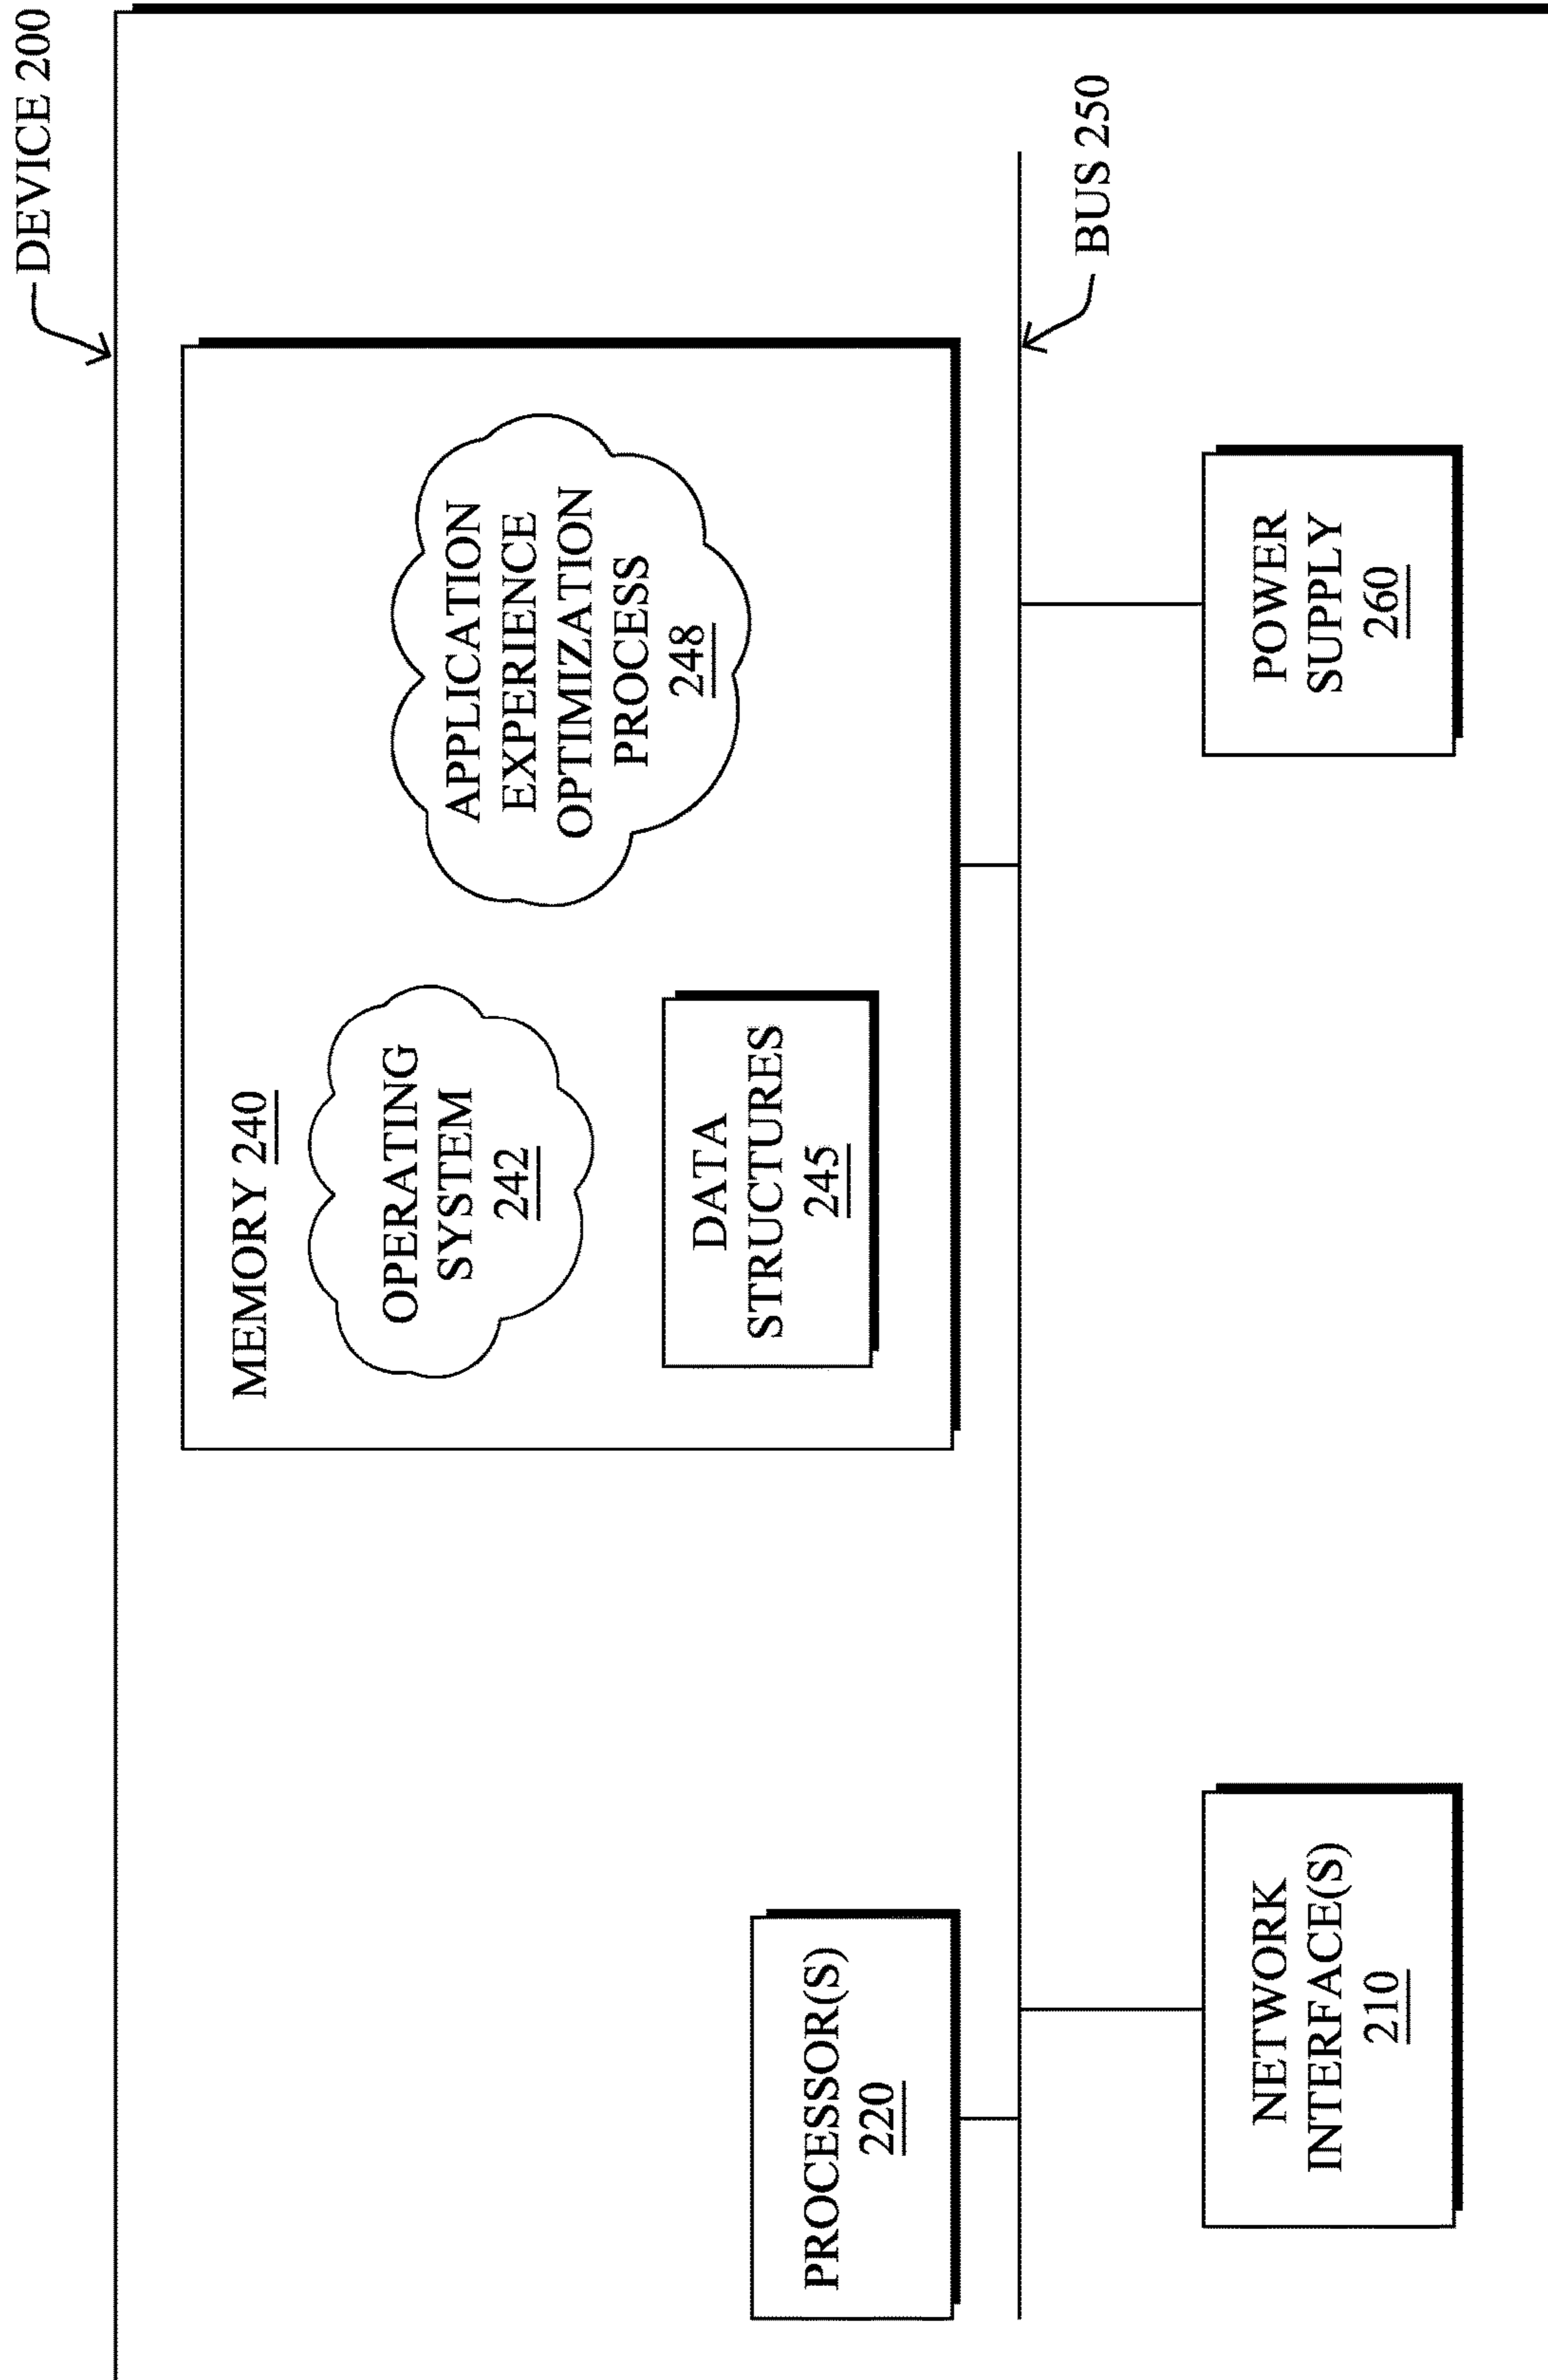 DEVICE 200
MEMORY 240
OPERATING
SYSTEM
242
DATA
STRUCTURES
245
APPLICATION
EXPERIENCE
OPTIMIZATION
PROCESS
248
PROCESSOR(S)
220
BUS 250
NETWORK
INTERFACE(S)
210
POWER
SUPPLY
260